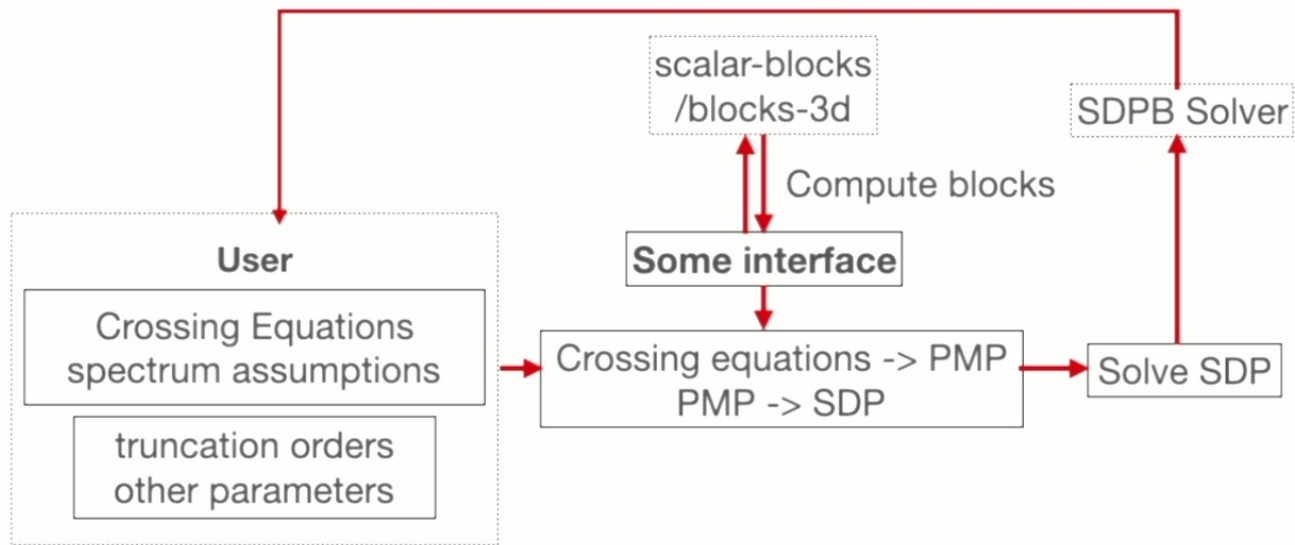 scalar-blocks
/blocks-3d
SDPB Solver
Compute blocks
User
Some interface
Crossing Equations
spectrum assumptions
Crossing equations -> PMP
PMP -> SDP
Solve SDP
truncation orders
other parameters